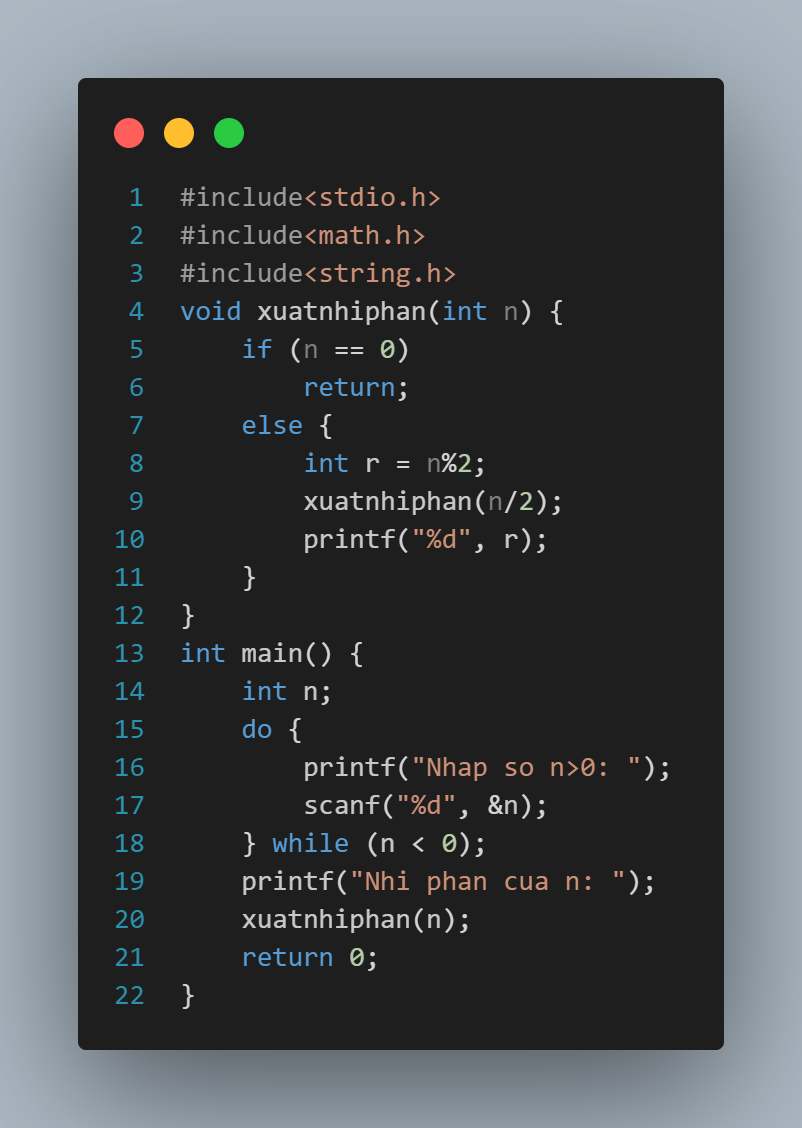 1 #include<stdio.h>
2 #include<math.h>
3 #include<string.h>
4 void xuatnhiphan(int n) {
5     if (n == 0)
6         return;
7     else {
8         int r = n%2;
9         xuatnhiphan(n/2);
10         printf("%d", r);
11     }
12 }
13 int main() {
14     int n;
15     do {
16         printf("Nhap so n>0: ");
17         scanf("%d", &n);
18     } while (n < 0);
19     printf("Nhi phan cua n: ");
20     xuatnhiphan(n);
21     return 0;
22 }